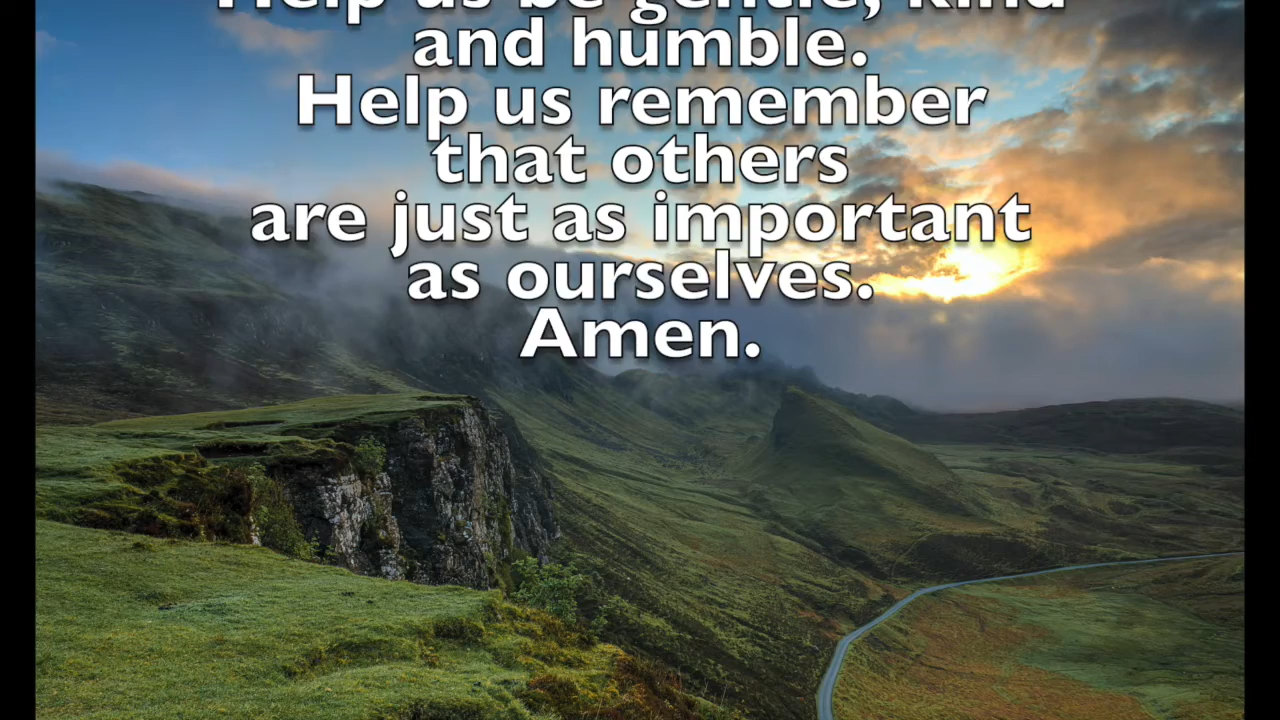 Help us be gentle, kind
and humble.
Help us remember
that others
are just as important
as ourselves.
Amen.